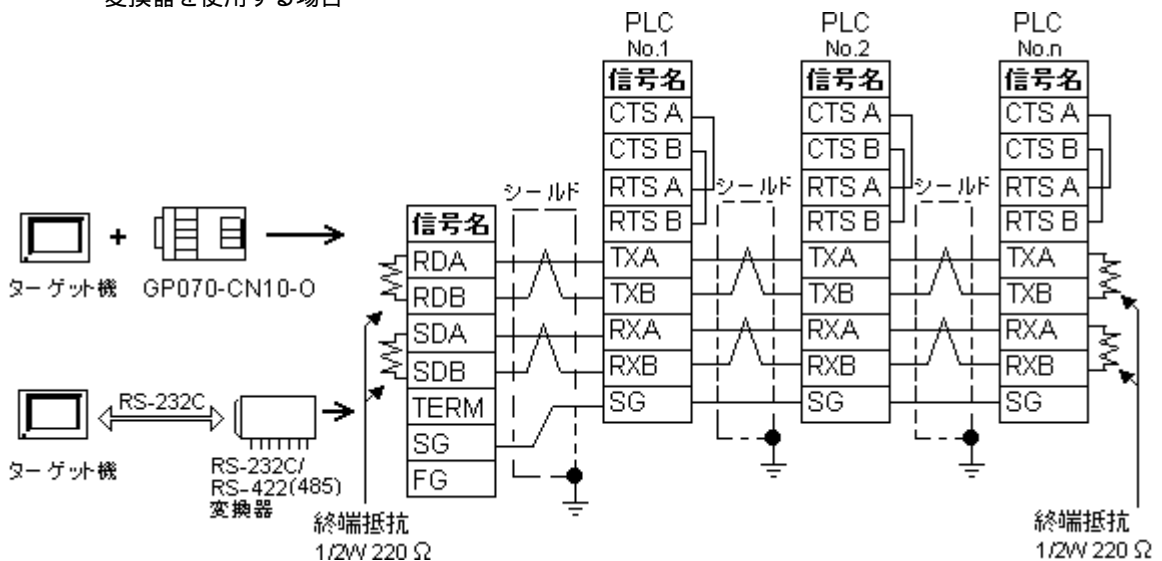 変換器を使用する場合
PLC
No.1
信号名
CTS A
CTS B
RTS A
RTS B
TXA
TXB
RXA
RXB
SG
PLC
No.2
信号名
CTS A
CTS B
RTS A
RTS B
TXA
TXB
RXA
RXB
SG
PLC
No.n
信号名
CTS A
CTS B
RTS A
RTS B
TXA
TXB
RXA
RXB
SG
シールド
シールド
シールド
信号名
RDA
RDB
SDA
SDB
TERM
SG
FG
+
ターゲット機
GP070-CN10-O
RS-232C
ターゲット機
RS-232C/
RS-422(485)
変換器
終端抵抗
1/2W 220 Ω
終端抵抗
1/2W 220 Ω